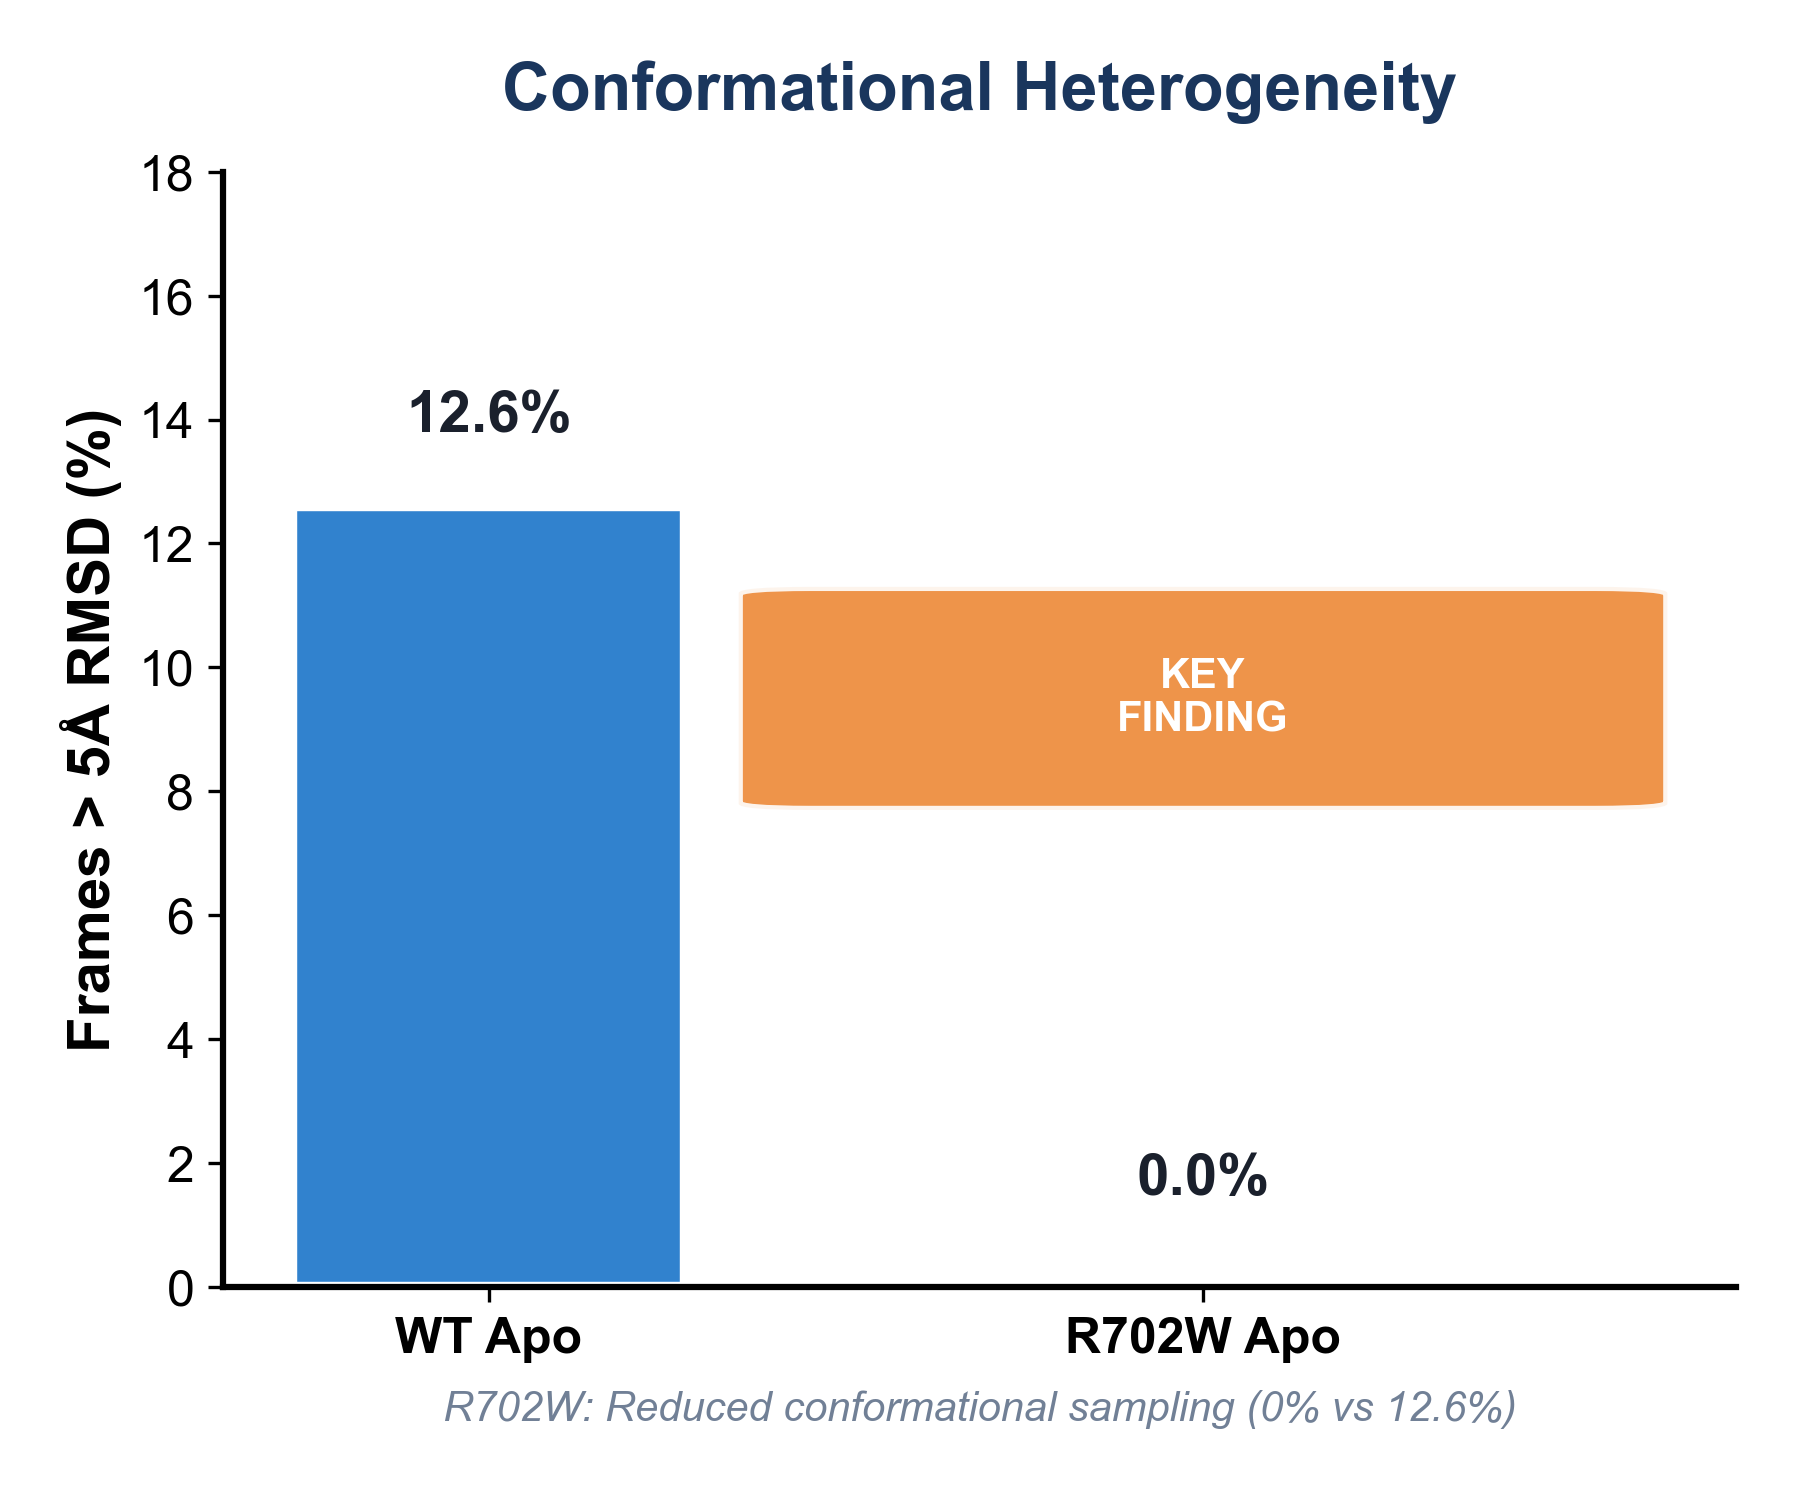 Conformational Heterogeneity
Frames > 5Å RMSD (%)
18
16
14
12
10
8
6
4
2
0
12.6%
KEY
FINDING
0.0%
WT Apo
R702W Apo
R702W: Reduced conformational sampling (0% vs 12.6%)